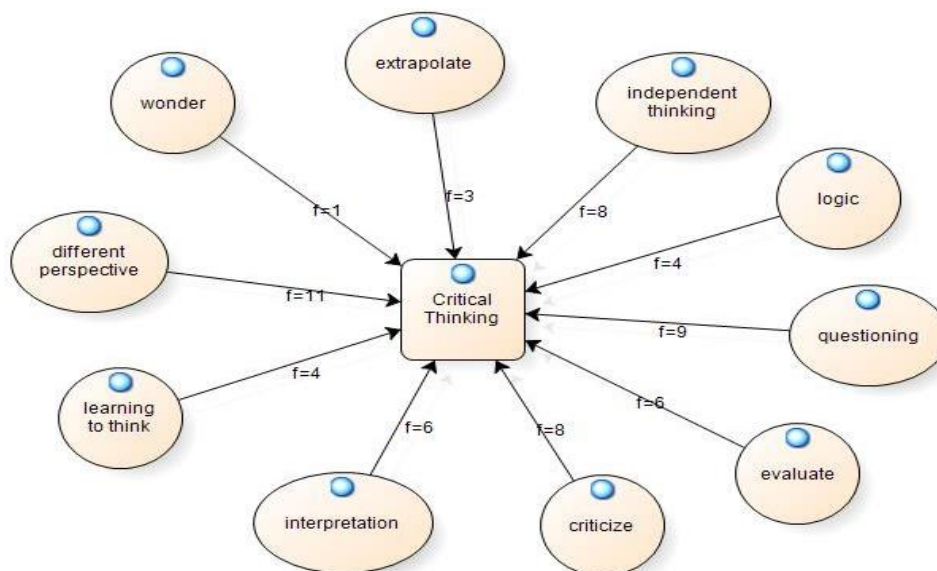 extrapolate
wonder
independent
thinking
logic
f=3
f=1
f=8
different
perspective
f=4
Critical
Thinking
f=11
f=9
questioning
f=4
learning
to think
f=6
f=6
f=8
evaluate
interpretation
criticize